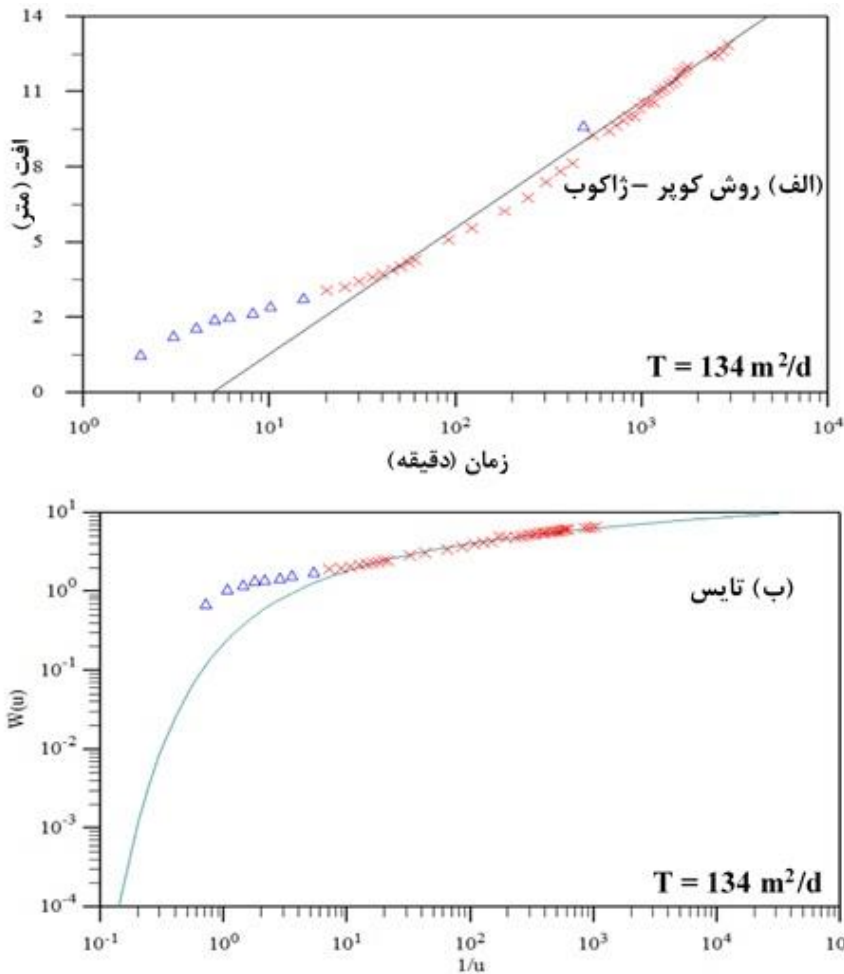 14
11
8
5
2
0
افت (متر)
(الف) روش کوپر –ژاکوب
T = 134 m²/d
10⁰
10¹
10²
10³
10⁴
زمان (دقیقه)
10¹
10⁰
10⁻¹
10⁻²
10⁻³
10⁻⁴
W(u)
(ب) تایس
T = 134 m²/d
10⁻¹
10⁰
10¹
10²
10³
10⁴
1/u